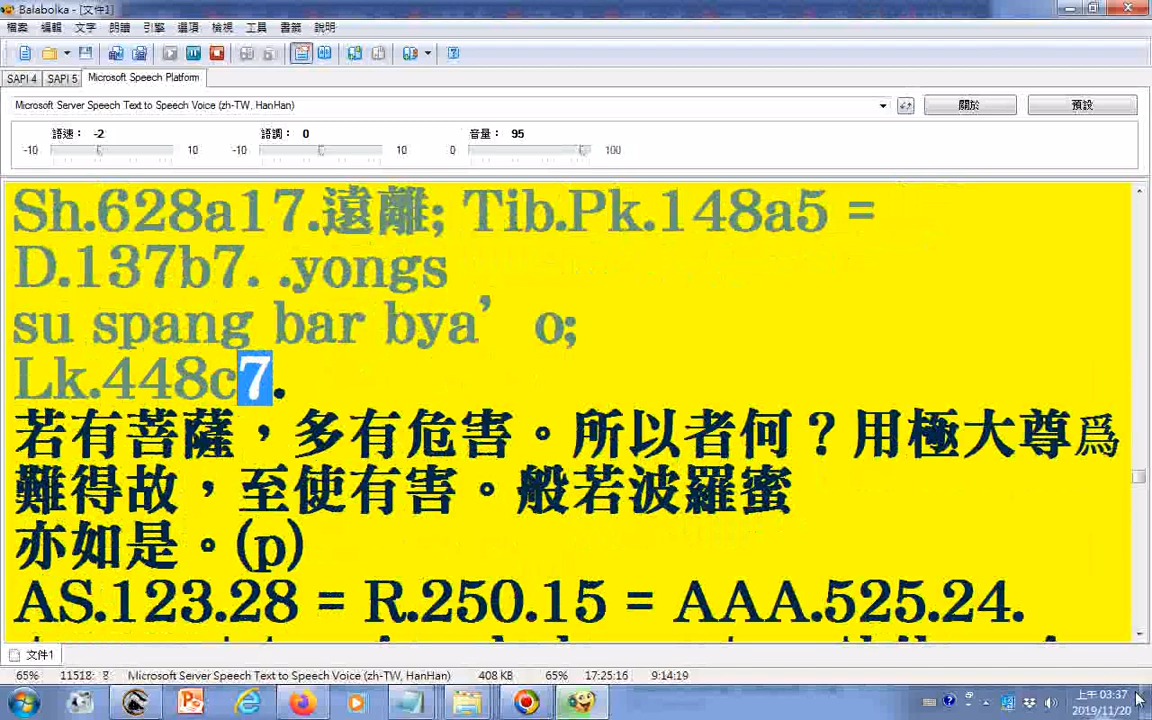 Balabolka - [文件1]
檔案 編輯 文字 朗讀 引擎 選項 檢視 工具 書籤 說明
SAPI 4 SAPI 5 Microsoft Speech Platform
Microsoft Server Speech Text to Speech Voice (zh-TW, HanHan) 關於 預設
語速： -2 語調： 0 音量： 95
-10 10 -10 10 0 100
Sh.628a17.遠離; Tib.Pk.148a5 =
D.137b7. .yongs
su spang bar bya’ o;
Lk.448c7.
若有菩薩，多有危害。所以者何？用極大尊爲
難得故，至使有害。般若波羅蜜
亦如是。(p)
AS.123.28 = R.250.15 = AAA.525.24.
文件1
65% 11518: 8 Microsoft Server Speech Text to Speech Voice (zh-TW, HanHan) 408 KB 65% 17:25:16 9:14:19
上午 03:37
2019/11/20